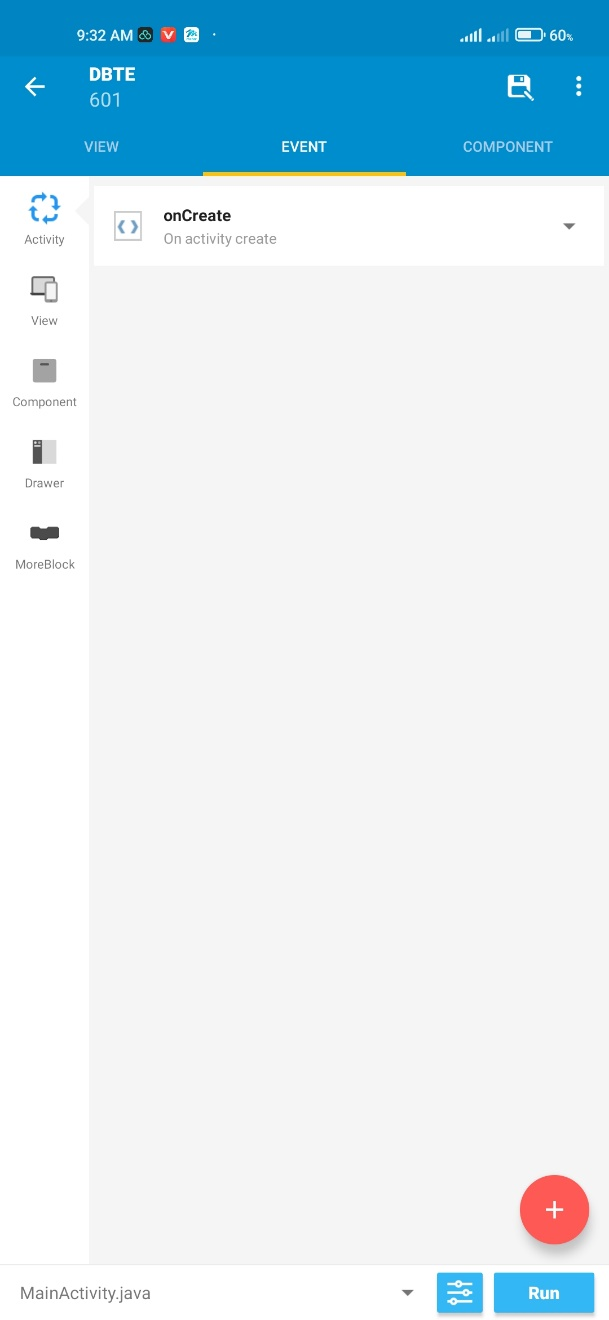 9:32 AM
60%
DBTE
601
VIEW
EVENT
COMPONENT
Activity
onCreate
On activity create
View
Component
Drawer
MoreBlock
MainActivity.java
Run